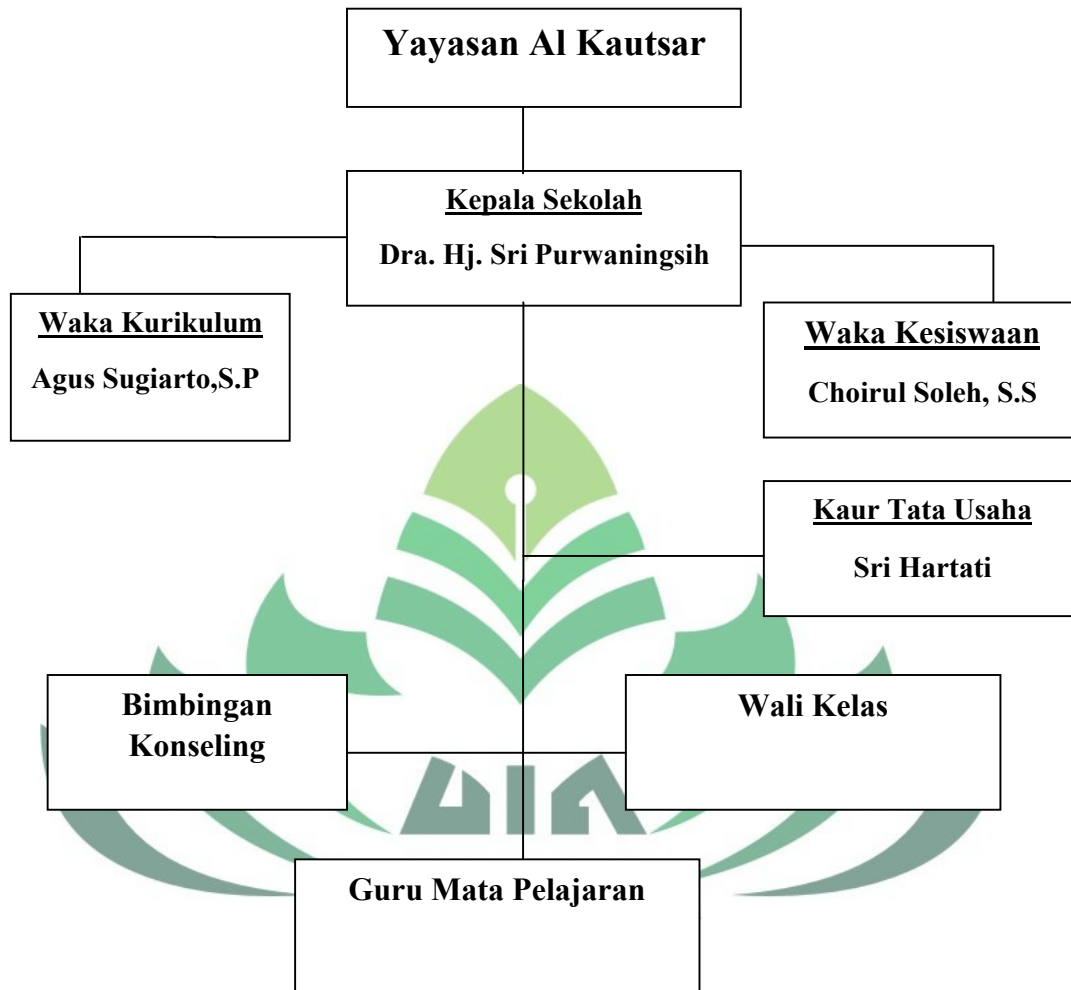 Yayasan Al Kautsar
Kepala Sekolah
Dra. Hj. Sri Purwaningsih
Waka Kurikulum
Agus Sugiarto,S.P
Waka Kesiswaan
Choirul Soleh, S.S
Kaur Tata Usaha
Sri Hartati
Bimbingan
Konseling
Wali Kelas
UIN
Guru Mata Pelajaran